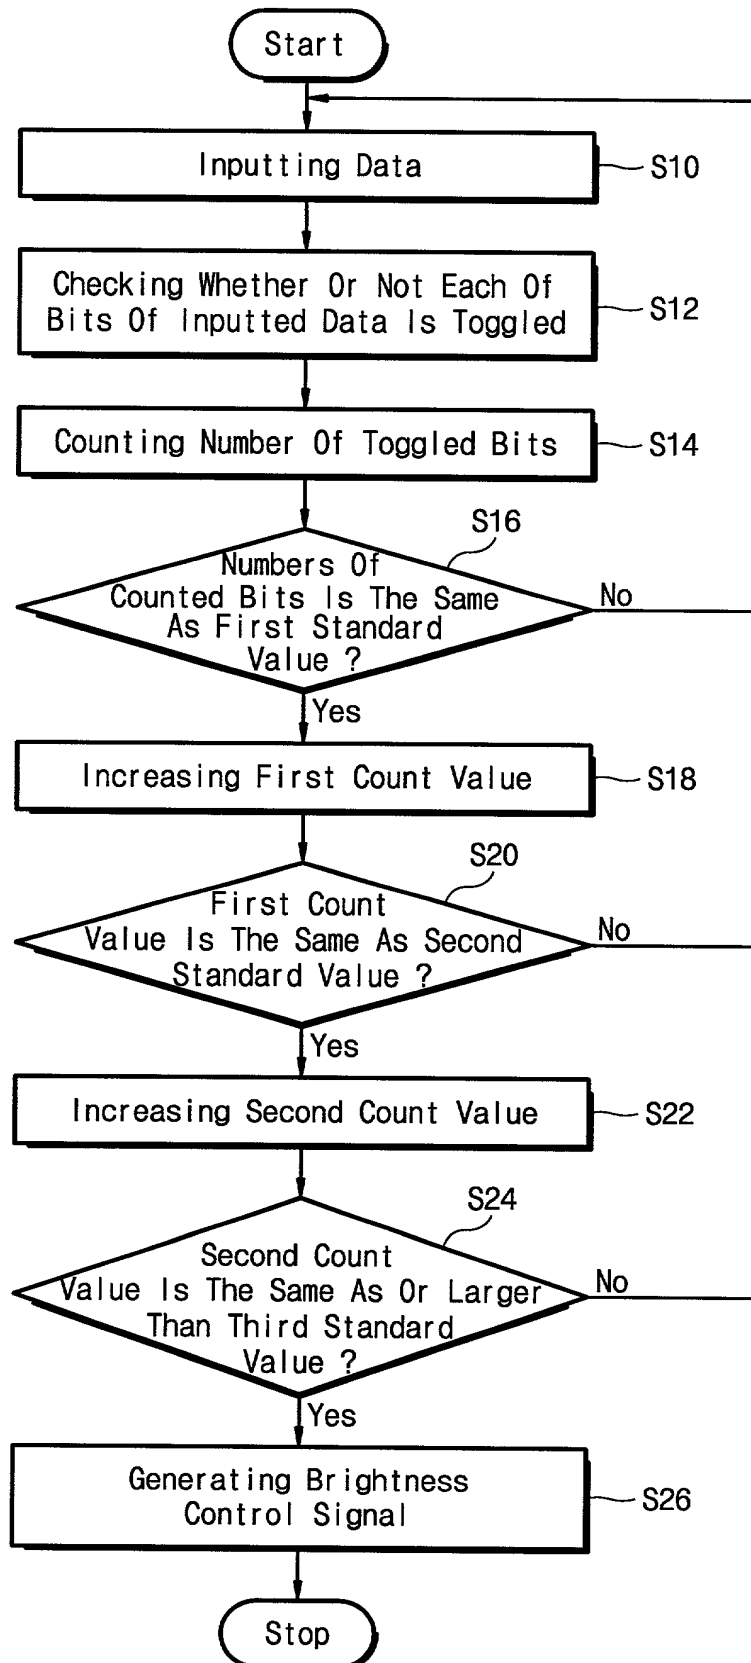 Start
Inputting Data
S10
Checking Whether Or Not Each Of
Bits Of Inputted Data Is Toggled
S12
Counting Number Of Toggled Bits
S14
S16
Numbers Of
Counted Bits Is The Same
As First Standard
Value ?
No
Yes
Increasing First Count Value
S18
S20
First Count
Value Is The Same As Second
Standard Value ?
No
Yes
Increasing Second Count Value
S22
S24
Second Count
Value Is The Same As Or Larger
Than Third Standard
Value ?
No
Yes
Generating Brightness
Control Signal
S26
Stop